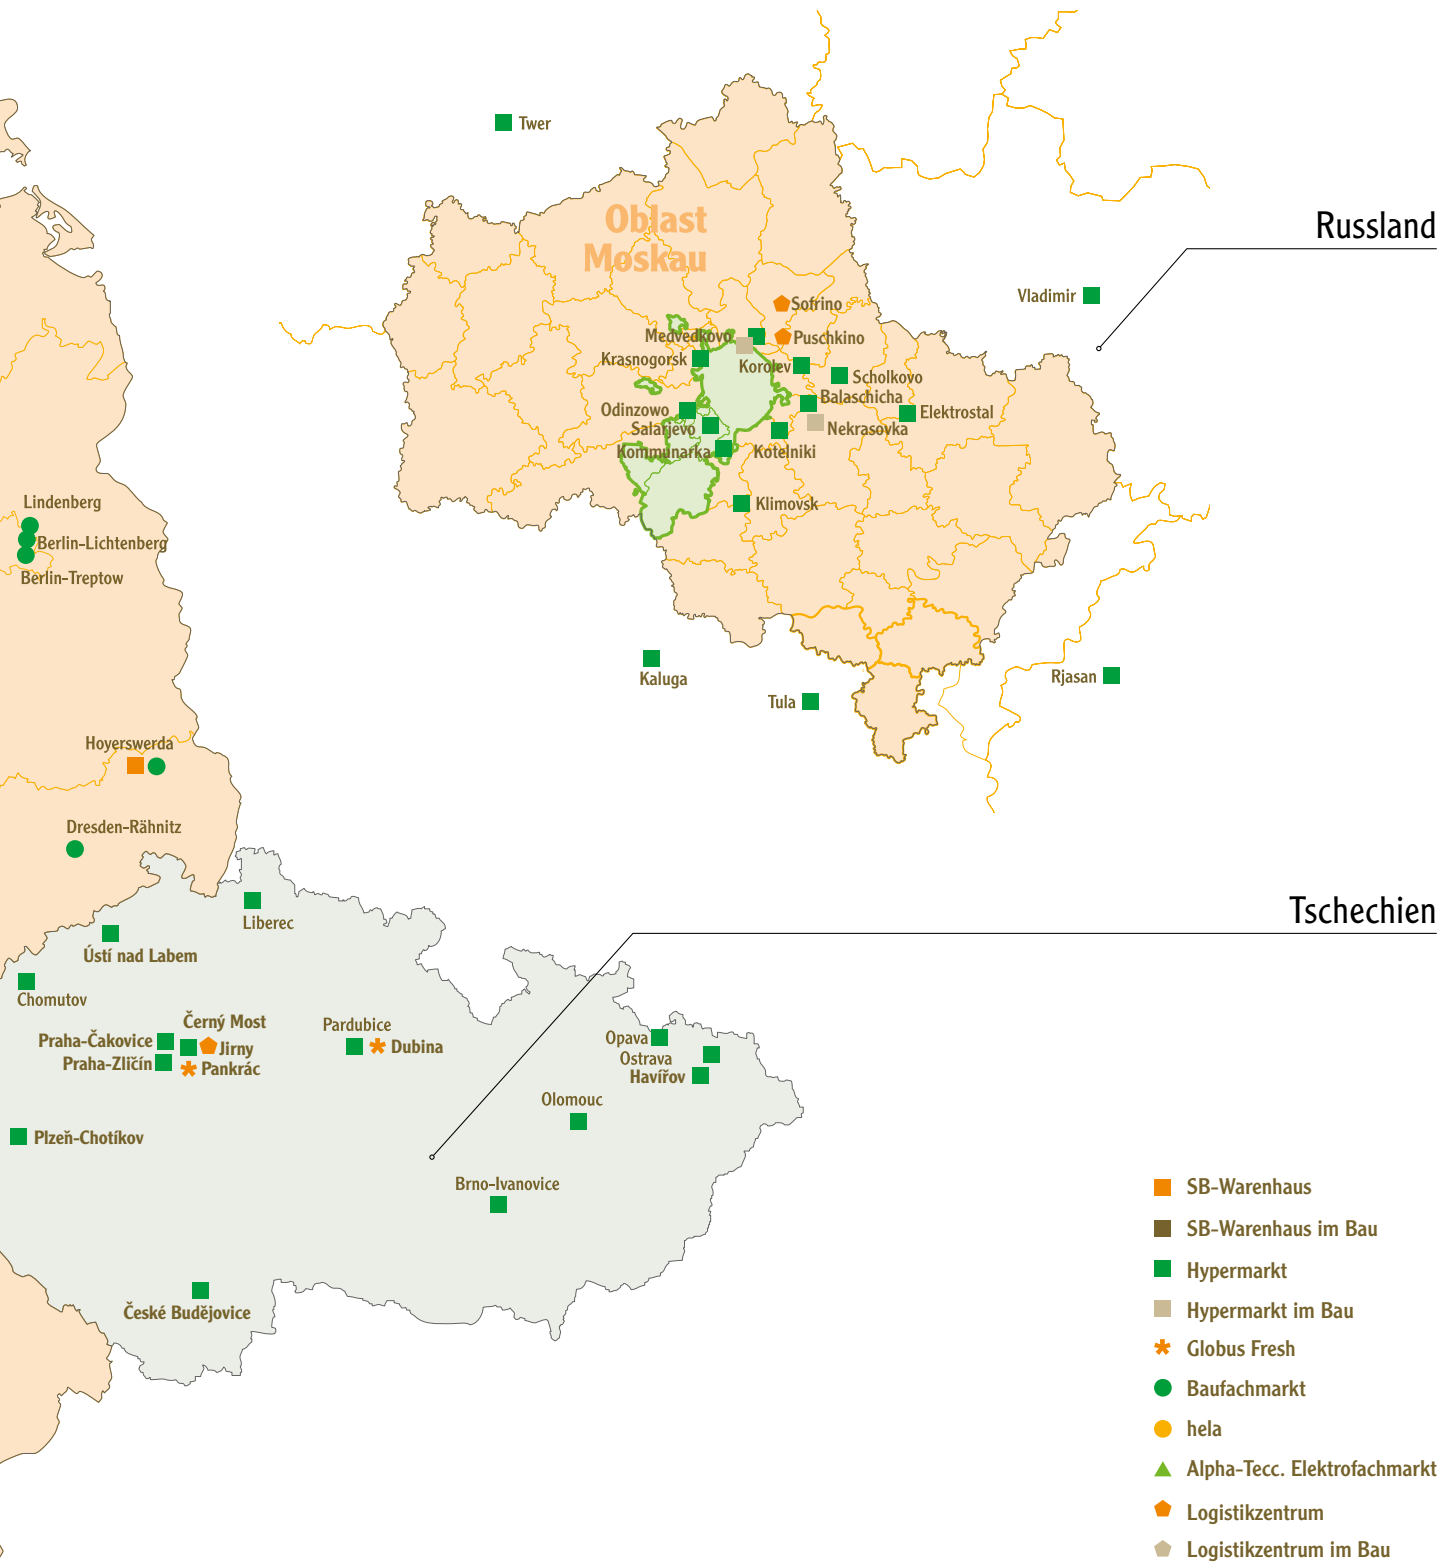 Twer
Oblast
Moskau
Russland
Vladimir
Sofrino
Medvedkovo
Puschkino
Krasnogorsk
Korolev
Scholkovo
Balaschicha
Odinzowo
Elektrostal
Salarjevo
Nekrasovka
Kommunarka
Kotelniki
Klimovsk
Kaluga
Rjasan
Tula
Lindenberg
Berlin-Lichtenberg
Berlin-Treptow
Hoyerswerda
Dresden-Rähnitz
Tschechien
Liberec
Ústí nad Labem
Chomutov
Černý Most
Pardubice
Praha-Čakovice
Jirny
Dubina
Praha-Zličín
Pankrác
Opava
Ostrava
Havířov
Olomouc
Plzeň-Chotíkov
Brno-Ivanovice
České Budějovice
SB-Warenhaus
SB-Warenhaus im Bau
Hypermarkt
Hypermarkt im Bau
Globus Fresh
Baufachmarkt
hela
Alpha-Tecc. Elektrofachmarkt
Logistikzentrum
Logistikzentrum im Bau